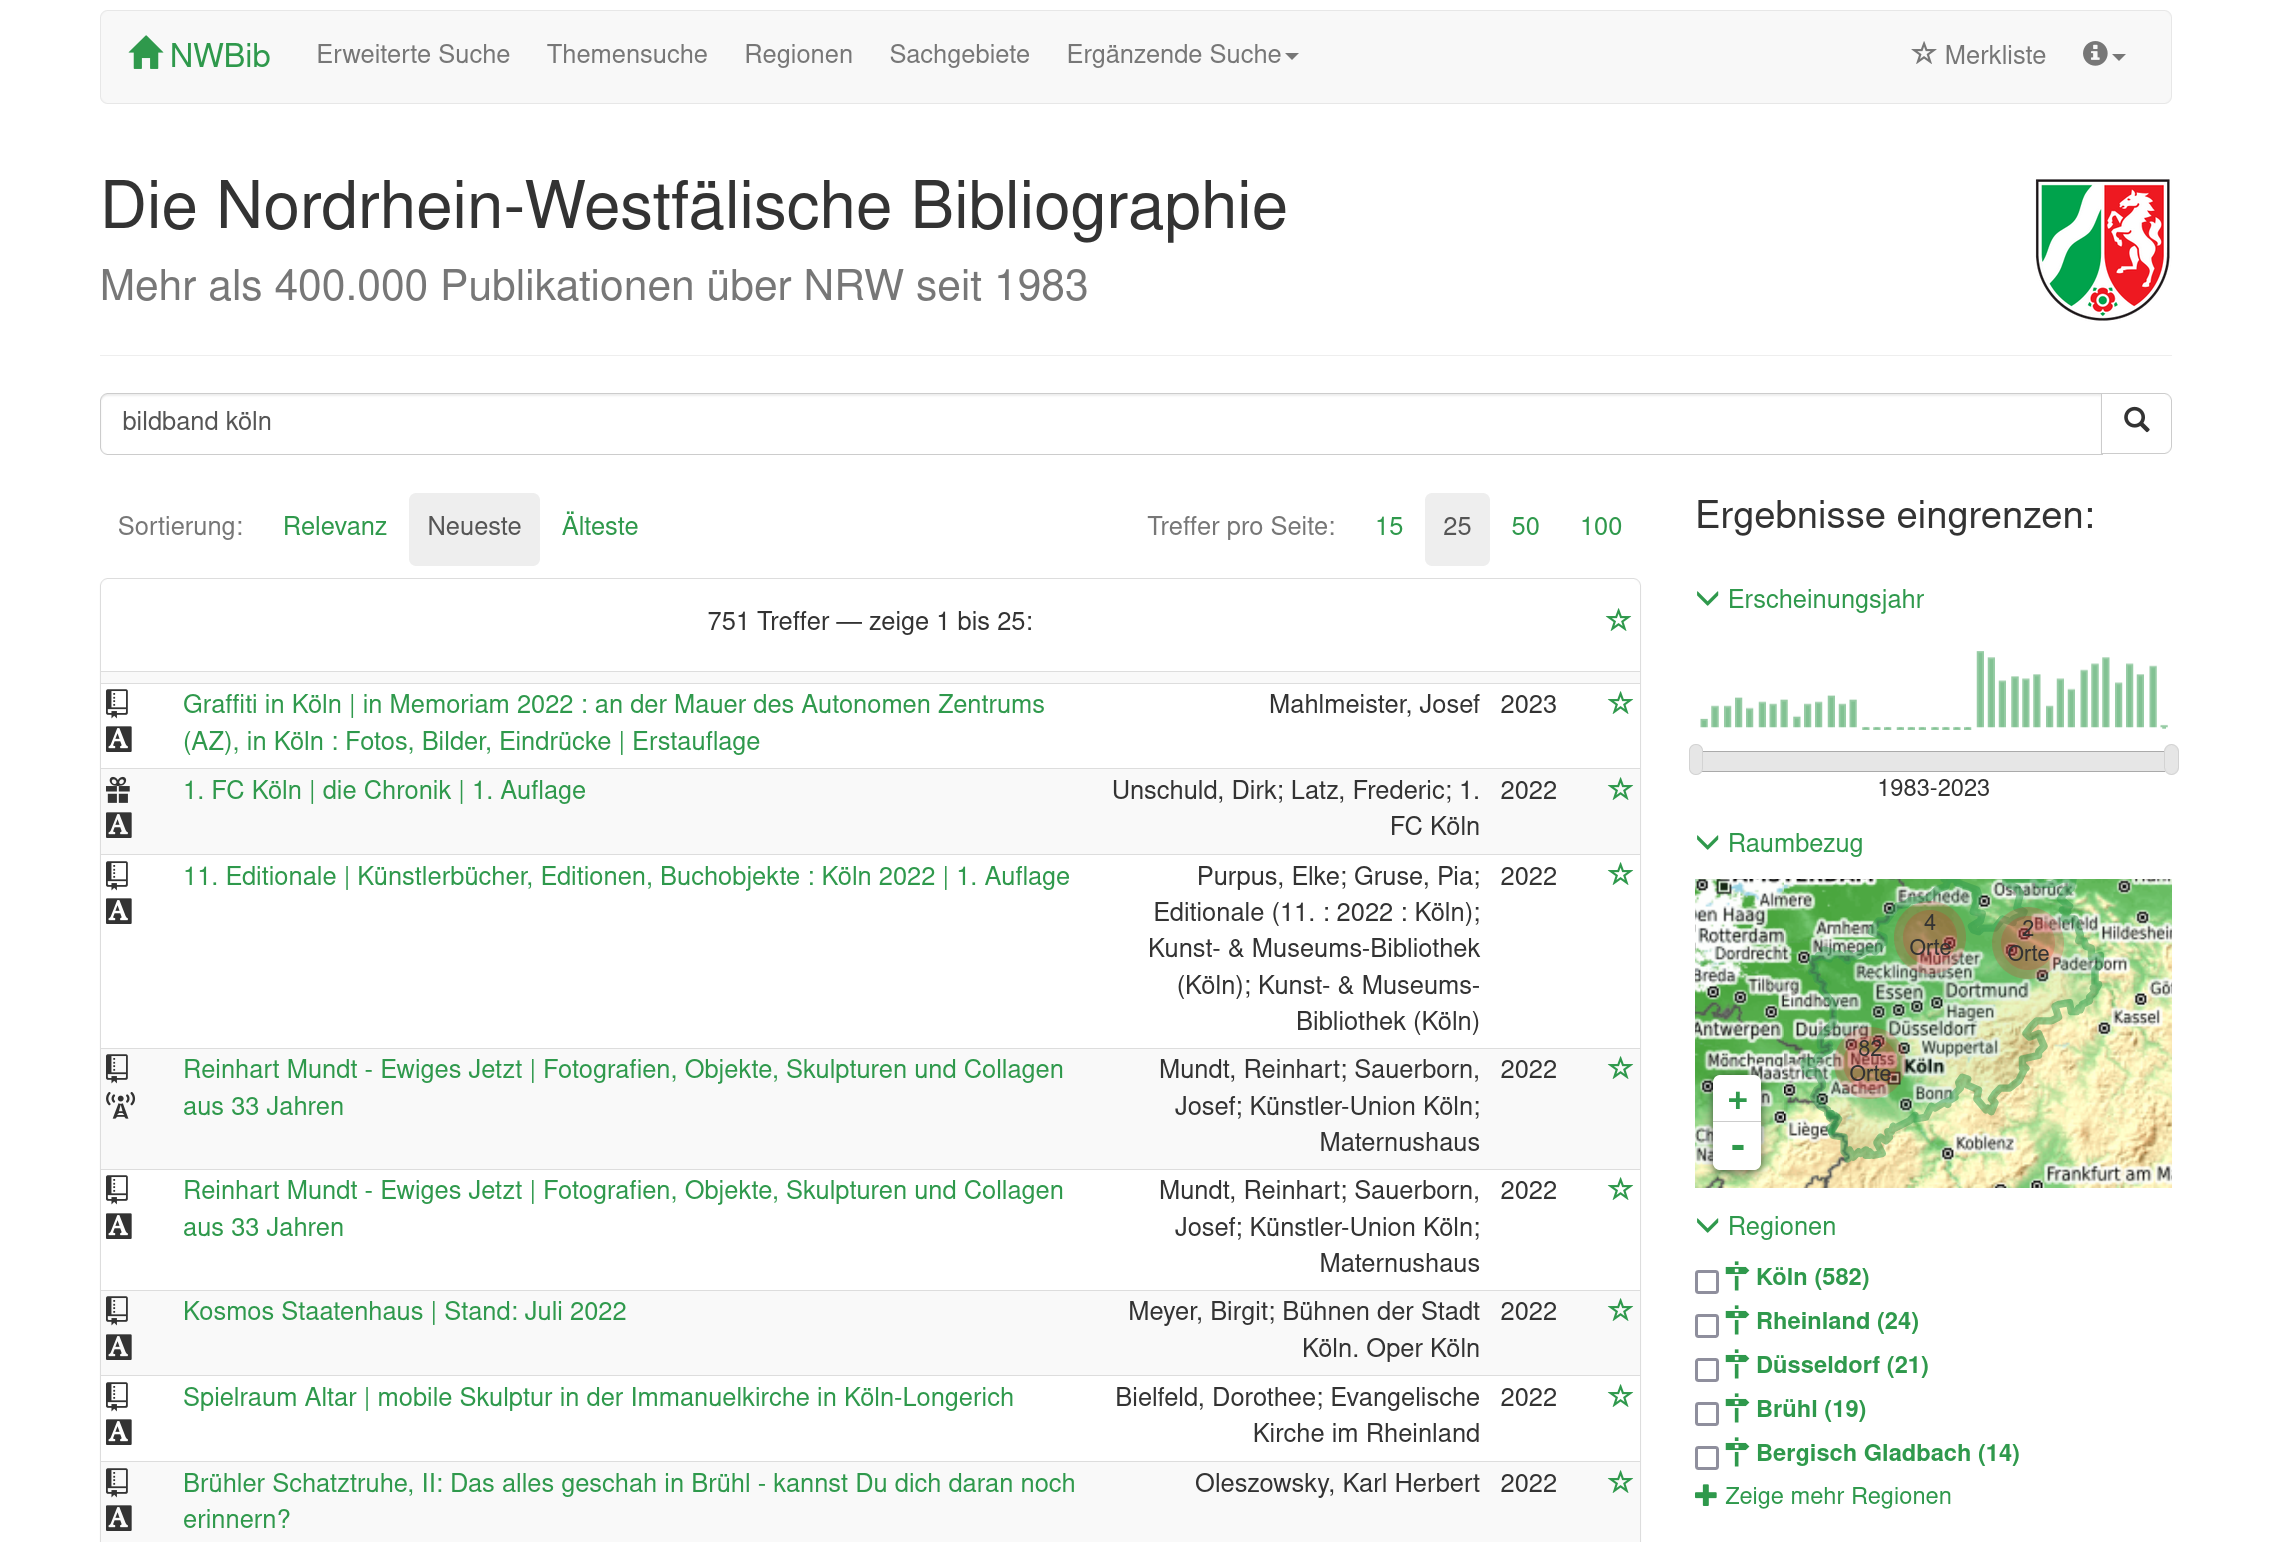 NWBib Erweiterte Suche Themensuche Regionen Sachgebiete Ergänzende Suche Merkliste
Die Nordrhein-Westfälische Bibliographie
Mehr als 400.000 Publikationen über NRW seit 1983
bildband köln
Sortierung: Relevanz Neueste Älteste Treffer pro Seite: 15 25 50 100
751 Treffer — zeige 1 bis 25:
Graffiti in Köln | in Memoriam 2022 : an der Mauer des Autonomen Zentrums Mahlmeister, Josef 2023
(AZ), in Köln : Fotos, Bilder, Eindrücke | Erstauflage
1. FC Köln | die Chronik | 1. Auflage Unschuld, Dirk; Latz, Frederic; 1. 2022
FC Köln
11. Editionale | Künstlerbücher, Editionen, Buchobjekte : Köln 2022 | 1. Auflage Purpus, Elke; Gruse, Pia; 2022
Editionale (11. : 2022 : Köln);
Kunst- & Museums-Bibliothek
(Köln); Kunst- & Museums-
Bibliothek (Köln)
Reinhart Mundt - Ewiges Jetzt | Fotografien, Objekte, Skulpturen und Collagen Mundt, Reinhart; Sauerborn, 2022
aus 33 Jahren Josef; Künstler-Union Köln;
Maternushaus
Reinhart Mundt - Ewiges Jetzt | Fotografien, Objekte, Skulpturen und Collagen Mundt, Reinhart; Sauerborn, 2022
aus 33 Jahren Josef; Künstler-Union Köln;
Maternushaus
Kosmos Staatenhaus | Stand: Juli 2022 Meyer, Birgit; Bühnen der Stadt 2022
Köln. Oper Köln
Spielraum Altar | mobile Skulptur in der Immanuelkirche in Köln-Longerich Bielfeld, Dorothee; Evangelische 2022
Kirche im Rheinland
Brühler Schatztruhe, II: Das alles geschah in Brühl - kannst Du dich daran noch Oleszowsky, Karl Herbert 2022
erinnern?
Ergebnisse eingrenzen:
Erscheinungsjahr
1983-2023
Raumbezug
Almere Enschede Osnabrück
en Haag Arnhem 4 2 Bielefeld
Rotterdam Nijmegen Orte Orte Hildesheir
Dordrecht Münster Paderborn
Breda Recklinghausen
Tilburg Eindhoven Essen Dortmund Gö
Hagen Kassel
Antwerpen Duisburg Düsseldorf
82 Wuppertal
Mönchengladbach Neuss Köln
Maastricht Orte
Aachen Bonn
+
Liège
- Koblenz
Frankfurt am M
Regionen
Köln (582)
Rheinland (24)
Düsseldorf (21)
Brühl (19)
Bergisch Gladbach (14)
Zeige mehr Regionen